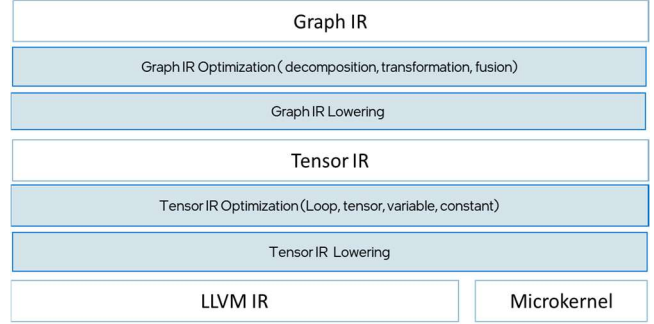 Graph IR
Graph IR Optimization ( decomposition, transformation, fusion)
Graph IR Lowering
Tensor IR
Tensor IR Optimization (Loop, tensor, variable, constant)
Tensor IR Lowering
LLVM IR
Microkernel